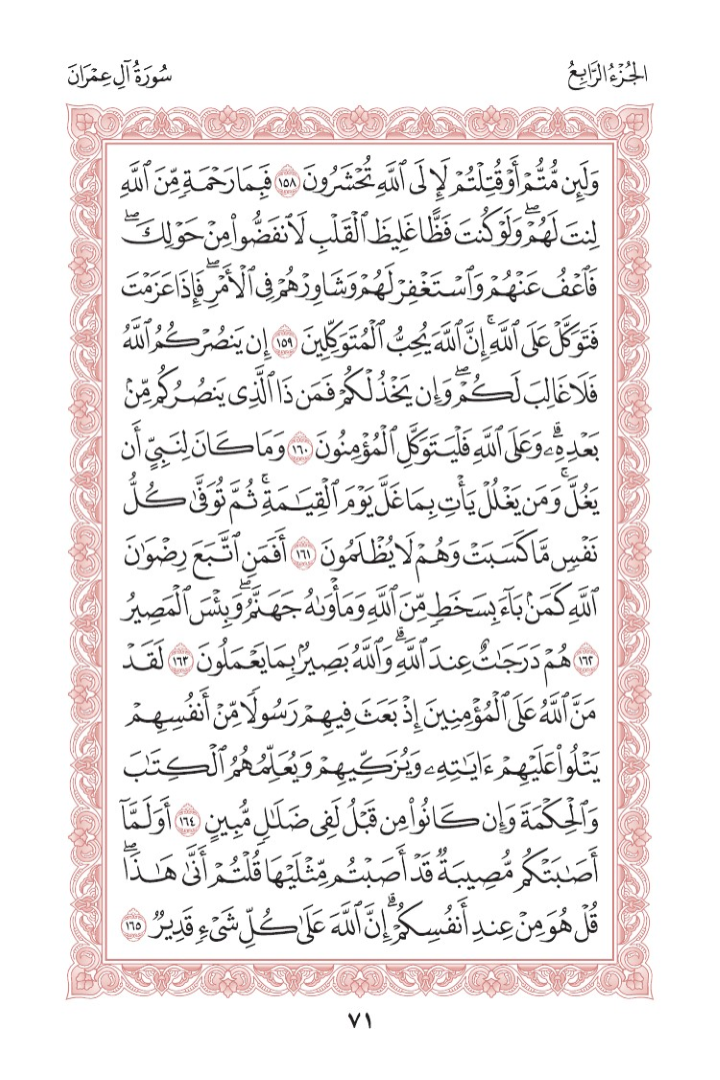 الجُزْءُ الرَّابِعُ
سُورَةُ آلِ عِمْرَانَ
وَلَئِن مُّتُّمْ أَوْ قُتِلْتُمْ لَإِلَى ٱللَّهِ تُحْشَرُونَ ١٥٨ فَبِمَا رَحْمَةٍ مِّنَ ٱللَّهِ
لِنتَ لَهُمْۖ وَلَوْ كُنتَ فَظًّا غَلِيظَ ٱلْقَلْبِ لَٱنفَضُّوا۟ مِنْ حَوْلِكَۖ
فَٱعْفُ عَنْهُمْ وَٱسْتَغْفِرْ لَهُمْ وَشَاوِرْهُمْ فِى ٱلْأَمْرِۖ فَإِذَا عَزَمْتَ
فَتَوَكَّلْ عَلَى ٱللَّهِۚ إِنَّ ٱللَّهَ يُحِبُّ ٱلْمُتَوَكِّلِينَ ١٥٩ إِن يَنصُرْكُمُ ٱللَّهُ
فَلَا غَالِبَ لَكُمْۖ وَإِن يَخْذُلْكُمْ فَمَن ذَا ٱلَّذِى يَنصُرُكُم مِّنۢ
بَعْدِهِۦۗ وَعَلَى ٱللَّهِ فَلْيَتَوَكَّلِ ٱلْمُؤْمِنُونَ ١٦٠ وَمَا كَانَ لِنَبِىٍّ أَن
يَغُلَّۚ وَمَن يَغْلُلْ يَأْتِ بِمَا غَلَّ يَوْمَ ٱلْقِيَٰمَةِۚ ثُمَّ تُوَفَّىٰ كُلُّ
نَفْسٍ مَّا كَسَبَتْ وَهُمْ لَا يُظْلَمُونَ ١٦١ أَفَمَنِ ٱتَّبَعَ رِضْوَٰنَ
ٱللَّهِ كَمَنۢ بَآءَ بِسَخَطٍ مِّنَ ٱللَّهِ وَمَأْوَىٰهُ جَهَنَّمُۖ وَبِئْسَ ٱلْمَصِيرُ
١٦٢ هُمْ دَرَجَٰتٌ عِندَ ٱللَّهِۗ وَٱللَّهُ بَصِيرٌۢ بِمَا يَعْمَلُونَ ١٦٣ لَقَدْ
مَنَّ ٱللَّهُ عَلَى ٱلْمُؤْمِنِينَ إِذْ بَعَثَ فِيهِمْ رَسُولًا مِّنْ أَنفُسِهِمْ
يَتْلُوا۟ عَلَيْهِمْ ءَايَٰتِهِۦ وَيُزَكِّيهِمْ وَيُعَلِّمُهُمُ ٱلْكِتَٰبَ
وَٱلْحِكْمَةَ وَإِن كَانُوا۟ مِن قَبْلُ لَفِى ضَلَٰلٍ مُّبِينٍ ١٦٤ أَوَلَمَّآ
أَصَٰبَتْكُم مُّصِيبَةٌ قَدْ أَصَبْتُم مِّثْلَيْهَا قُلْتُمْ أَنَّىٰ هَٰذَاۖ
قُلْ هُوَ مِنْ عِندِ أَنفُسِكُمْۗ إِنَّ ٱللَّهَ عَلَىٰ كُلِّ شَىْءٍ قَدِيرٌ ١٦٥
٧١